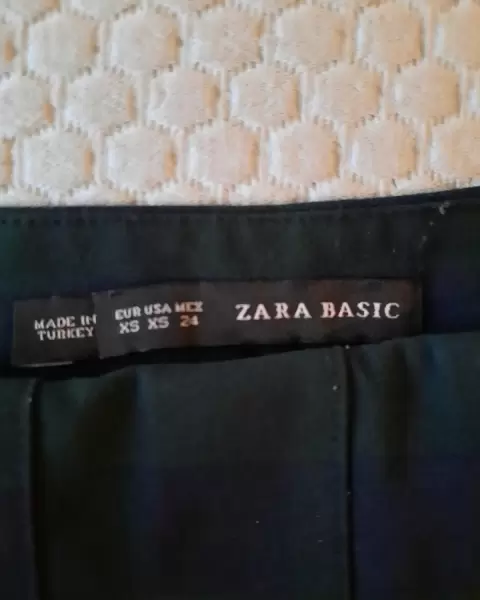 MADE IN
TURKEY
EUR USA MEX
XS XS 24
ZARA BASIC